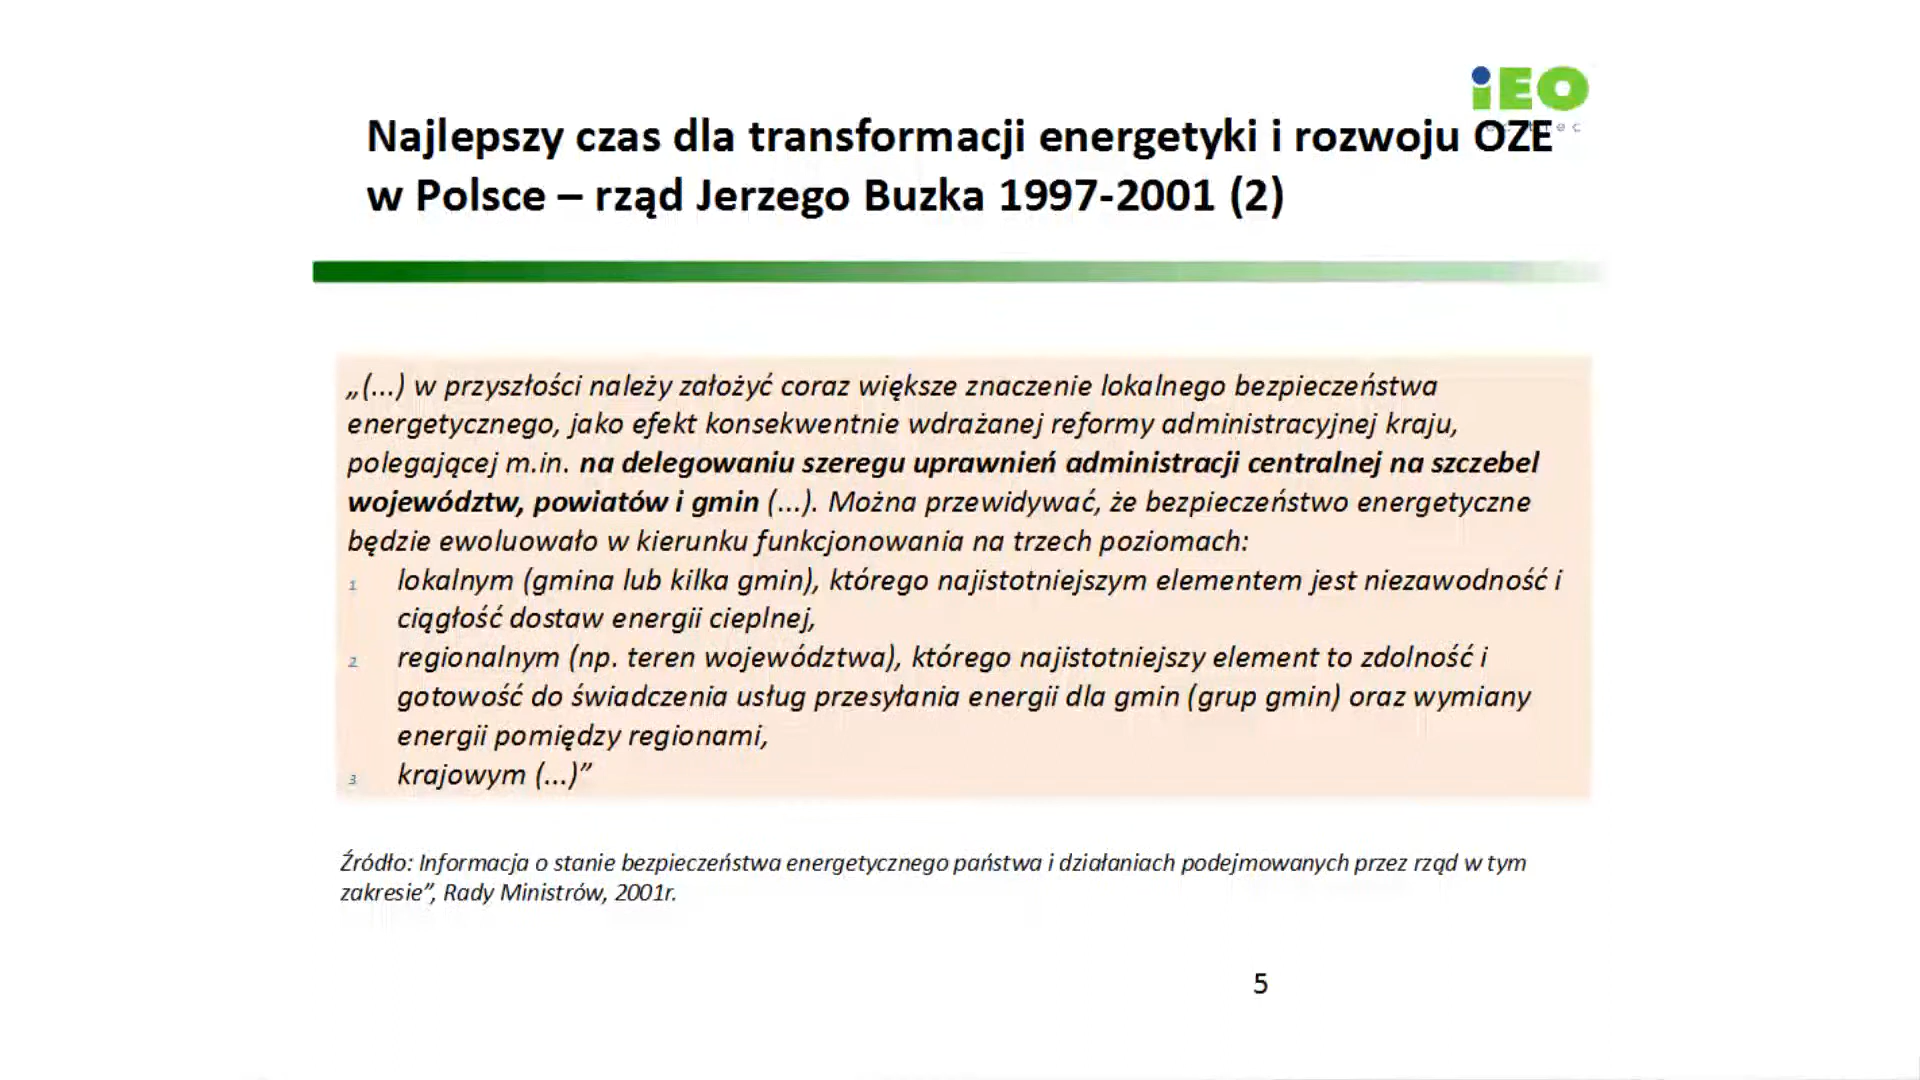 iEO
Najlepszy czas dla transformacji energetyki i rozwoju OZE
w Polsce – rząd Jerzego Buzka 1997-2001 (2)
„(...) w przyszłości należy założyć coraz większe znaczenie lokalnego bezpieczeństwa
energetycznego, jako efekt konsekwentnie wdrażanej reformy administracyjnej kraju,
polegającej m.in. na delegowaniu szeregu uprawnień administracji centralnej na szczebel
województw, powiatów i gmin (...). Można przewidywać, że bezpieczeństwo energetyczne
będzie ewoluowało w kierunku funkcjonowania na trzech poziomach:
1 lokalnym (gmina lub kilka gmin), którego najistotniejszym elementem jest niezawodność i
ciągłość dostaw energii cieplnej,
2 regionalnym (np. teren województwa), którego najistotniejszy element to zdolność i
gotowość do świadczenia usług przesyłania energii dla gmin (grup gmin) oraz wymiany
energii pomiędzy regionami,
3 krajowym (...)”
Źródło: Informacja o stanie bezpieczeństwa energetycznego państwa i działaniach podejmowanych przez rząd w tym
zakresie”, Rady Ministrów, 2001r.
5